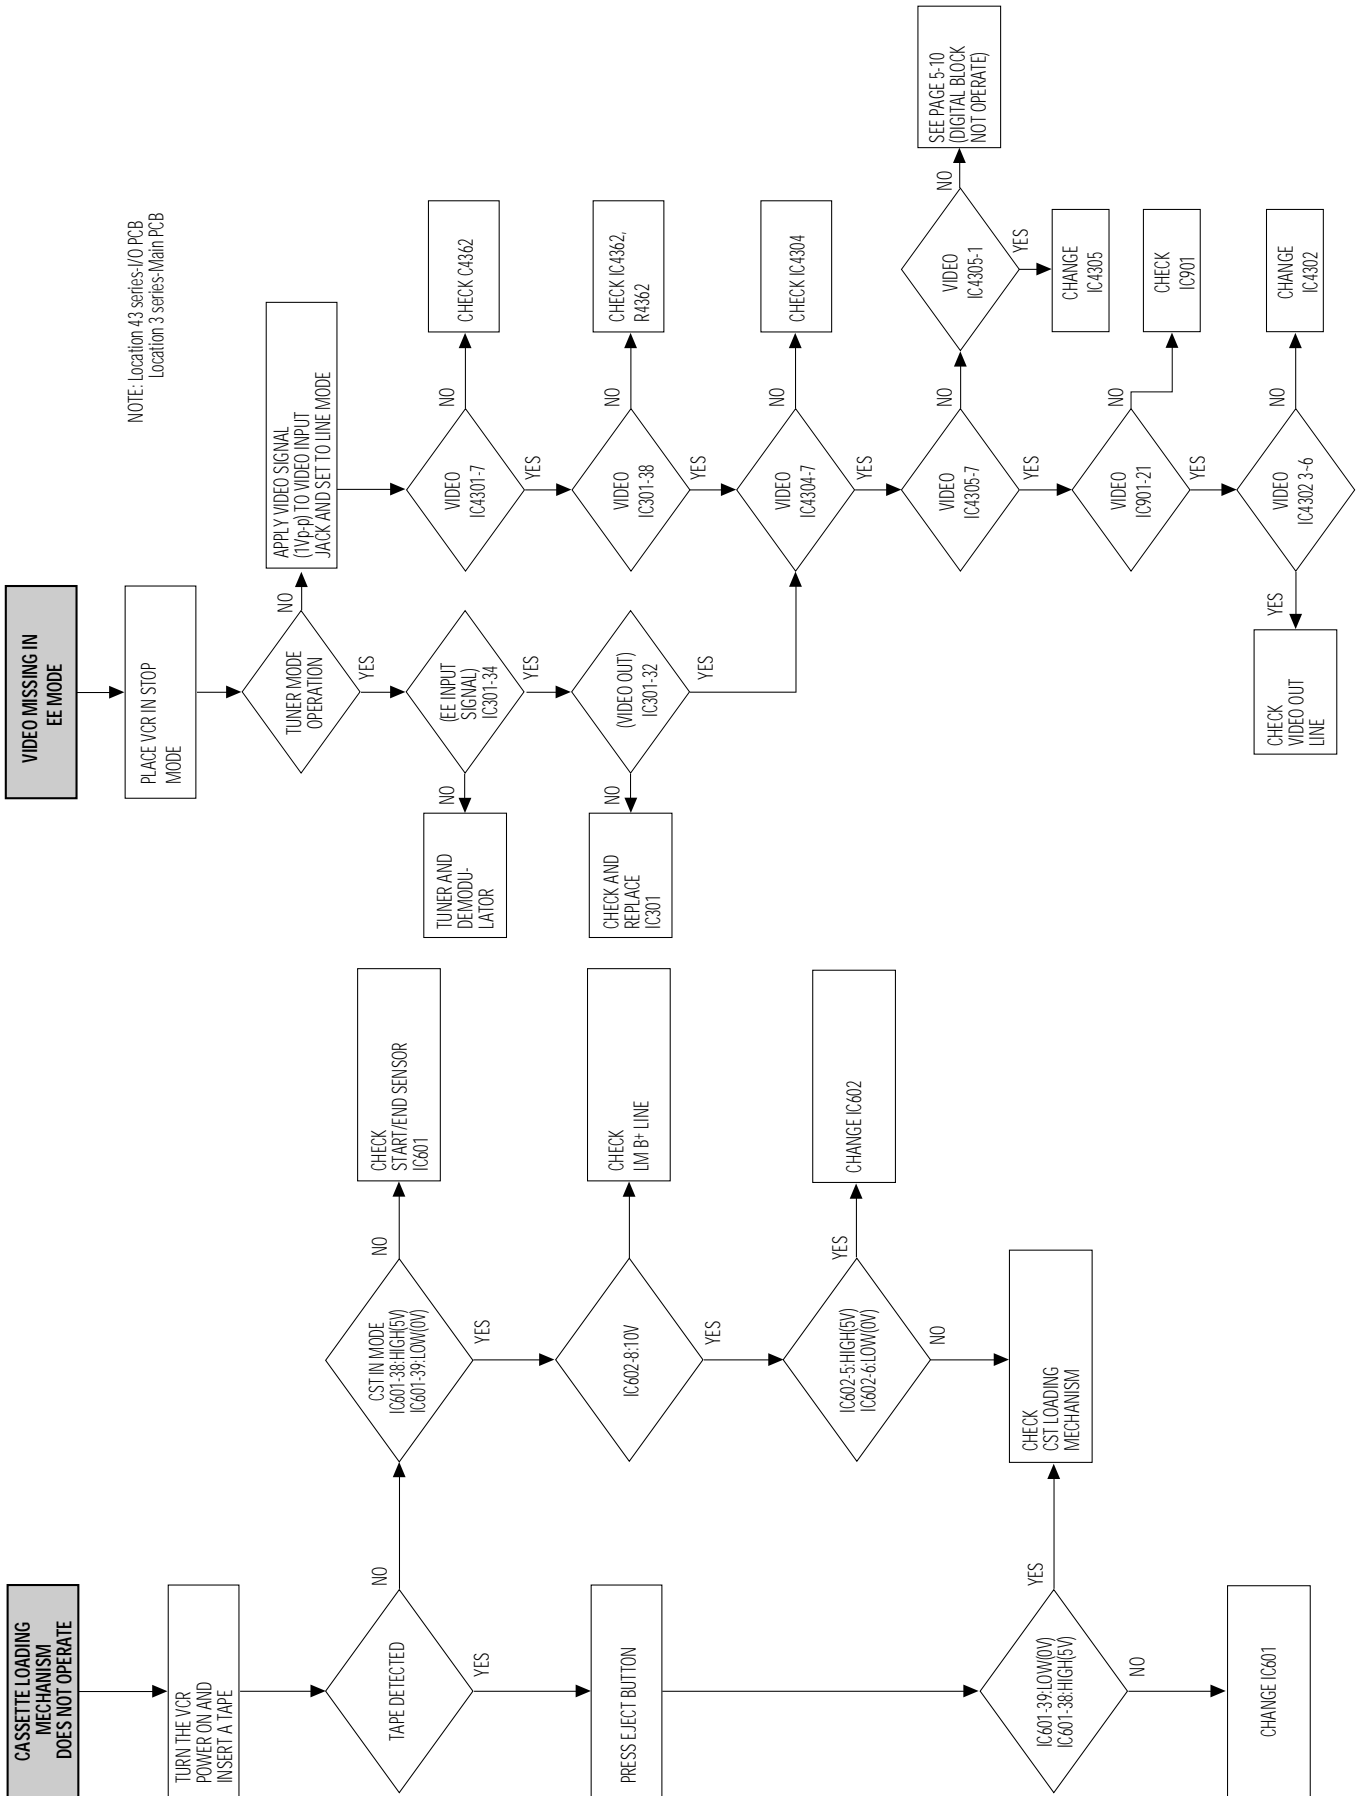 CASSETTE LOADING
MECHANISM
DOES NOT OPERATE
TURN THE VCR
POWER ON AND
INSERT A TAPE
TAPE DETECTED
NO
YES
CST IN MODE
IC601-38:HIGH(5V)
IC601-39:LOW(0V)
NO
YES
CHECK
START/END SENSOR
IC601
IC602-8:10V
YES
CHECK
LM B+ LINE
IC602-5:HIGH(5V)
IC602-6:LOW(0V)
YES
NO
CHANGE IC602
PRESS EJECT BUTTON
IC601-39:LOW(0V)
IC601-38:HIGH(5V)
YES
NO
CHECK
CST LOADING
MECHANISM
CHANGE IC601
VIDEO MISSING IN
EE MODE
PLACE VCR IN STOP
MODE
NOTE: Location 43 series-I/O PCB
Location 3 series-Main PCB
TUNER MODE
OPERATION
NO
YES
APPLY VIDEO SIGNAL
(1Vp-p) TO VIDEO INPUT
JACK AND SET TO LINE MODE
(EE INPUT
SIGNAL)
IC301-34
NO
YES
TUNER AND
DEMODU-
LATOR
(VIDEO OUT)
IC301-32
NO
YES
CHECK AND
REPLACE
IC301
VIDEO
IC4301-7
NO
YES
CHECK C4362
VIDEO
IC301-38
NO
YES
CHECK IC4362,
R4362
VIDEO
IC4304-7
NO
YES
CHECK IC4304
VIDEO
IC4305-7
NO
YES
VIDEO
IC4305-1
NO
YES
SEE PAGE 5-10
(DIGITAL BLOCK
NOT OPERATE)
CHANGE
IC4305
VIDEO
IC901-21
NO
YES
CHECK
IC901
VIDEO
IC4302 3~6
NO
YES
CHANGE
IC4302
CHECK
VIDEO OUT
LINE